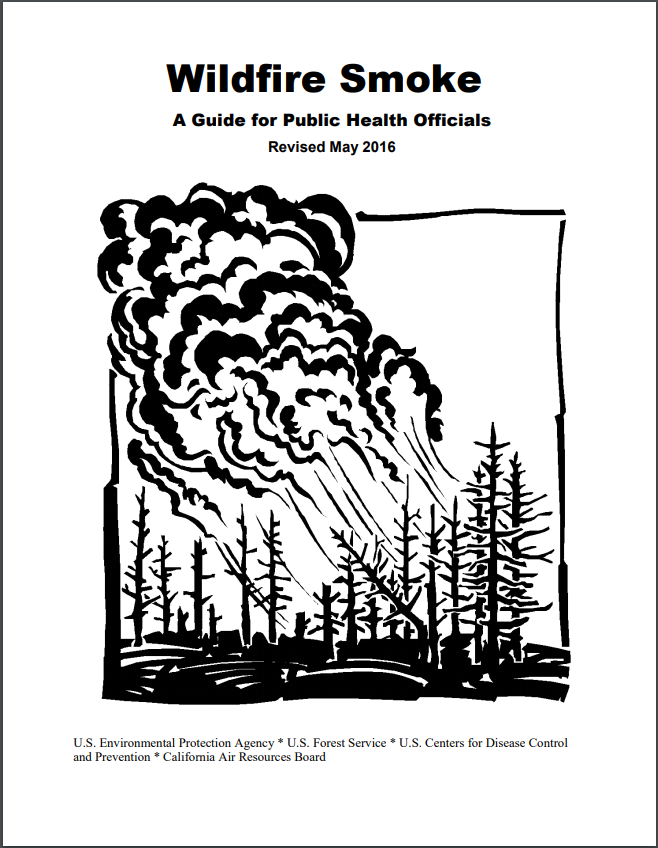 Wildfire Smoke
A Guide for Public Health Officials
Revised May 2016
U.S. Environmental Protection Agency * U.S. Forest Service * U.S. Centers for Disease Control
and Prevention * California Air Resources Board